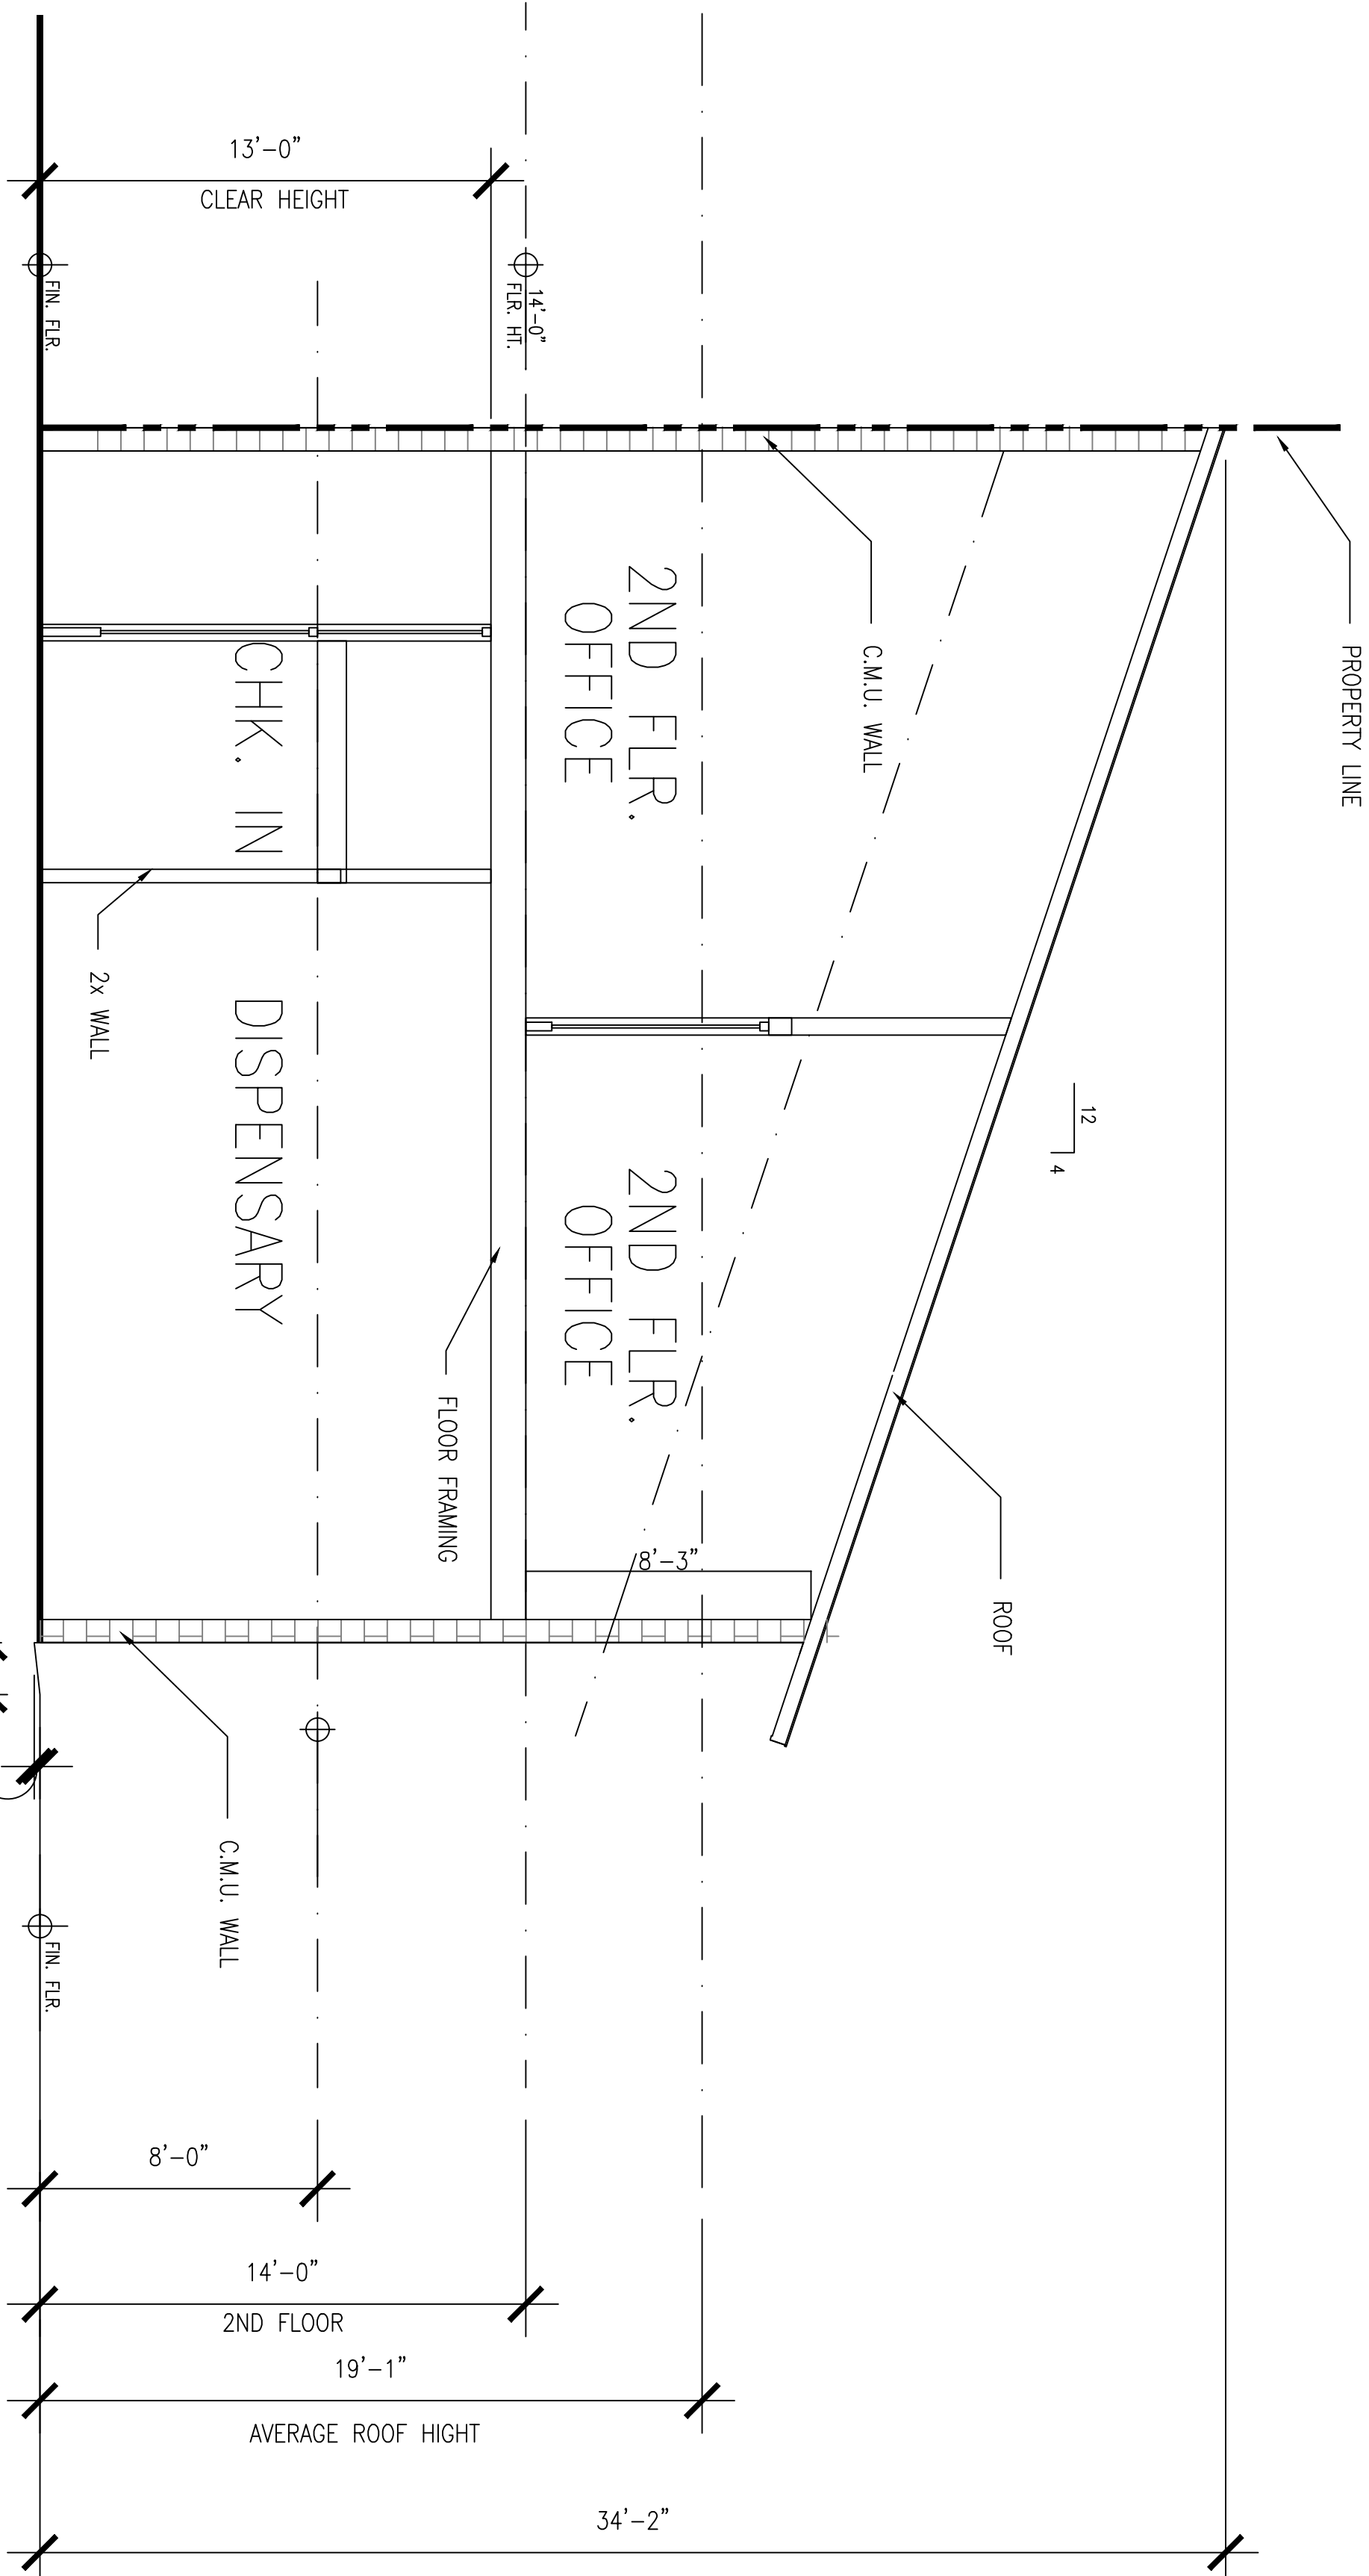 PROPERTY LINE
C.M.U. WALL
12
4
ROOF
2ND FLR.
OFFICE
2ND FLR.
OFFICE
8'-3"
14'-0"
FLR. HT.
13'-0"
CLEAR HEIGHT
FLOOR FRAMING
CHK. IN
DISPENSARY
2x WALL
C.M.U. WALL
FIN. FLR.
FIN. FLR.
8'-0"
14'-0"
2ND FLOOR
19'-1"
AVERAGE ROOF HIGHT
34'-2"